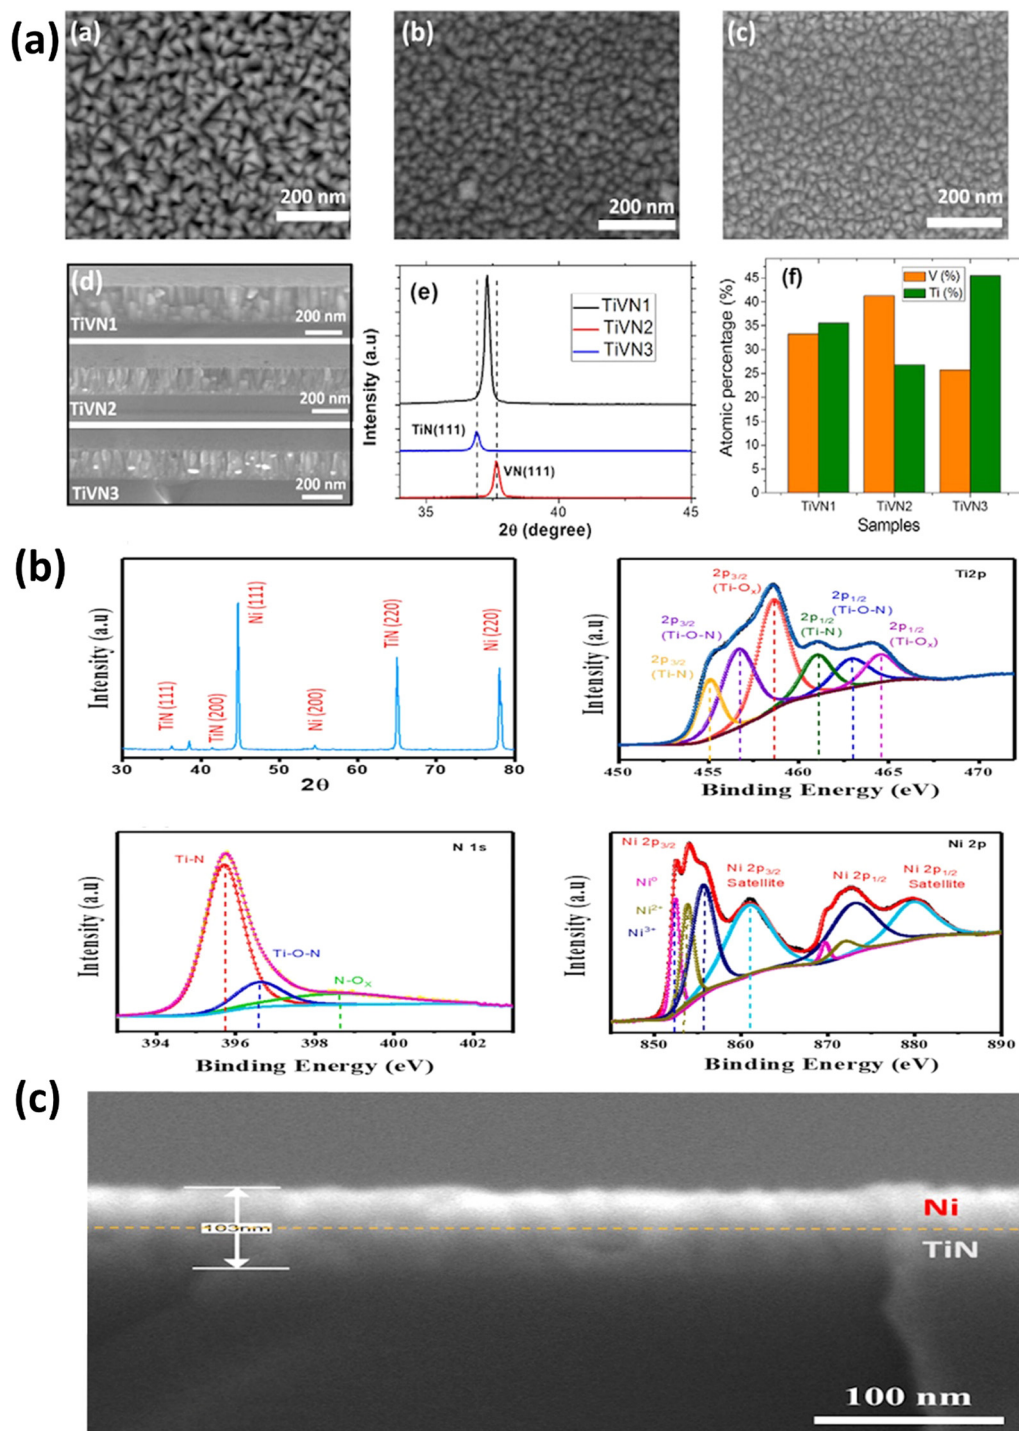 (a)
(a)
200 nm
(b)
200 nm
(c)
200 nm
(d)
200 nm
TiVN1
TiVN2
200 nm
TiVN3
200 nm
(e)
TiVN1
TiVN2
TiVN3
TiN(111)
VN(111)
Intensity (a.u)
35 40 45
2θ (degree)
(f)
V (%)
Ti (%)
Atomic percentage (%)
45
40
35
30
25
20
15
10
5
0
TiVN1 TiVN2 TiVN3
Samples
(b)
Intensity (a.u)
TiN (111)
TiN (200)
Ni (111)
Ni (200)
TiN (220)
Ni (220)
30 40 50 60 70 80
2θ
Ti2p
Intensity (a.u)
2p3/2
(Ti-N)
2p3/2
(Ti-O-N)
2p3/2
(Ti-Ox)
2p1/2
(Ti-N)
2p1/2
(Ti-O-N)
2p1/2
(Ti-Ox)
450 455 460 465 470
Binding Energy (eV)
N 1s
Intensity (a.u)
Ti-N
Ti-O-N
N-Ox
394 396 398 400 402
Binding Energy (eV)
Ni 2p
Intensity (a.u)
Ni 2p3/2
Ni0
Ni2+
Ni3+
Ni 2p3/2
Satellite
Ni 2p1/2
Ni 2p1/2
Satellite
850 860 870 880 890
Binding Energy (eV)
(c)
103nm
Ni
TiN
100 nm